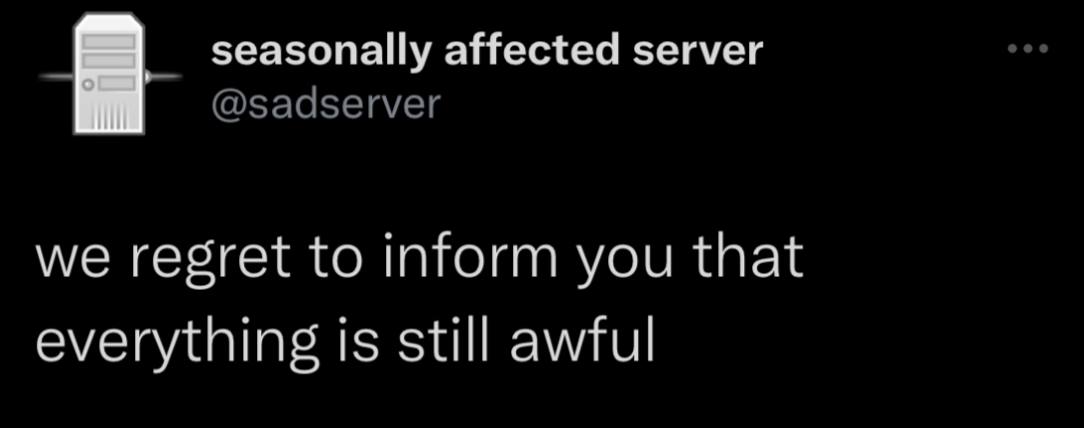 seasonally affected server
@sadserver
we regret to inform you that
everything is still awful